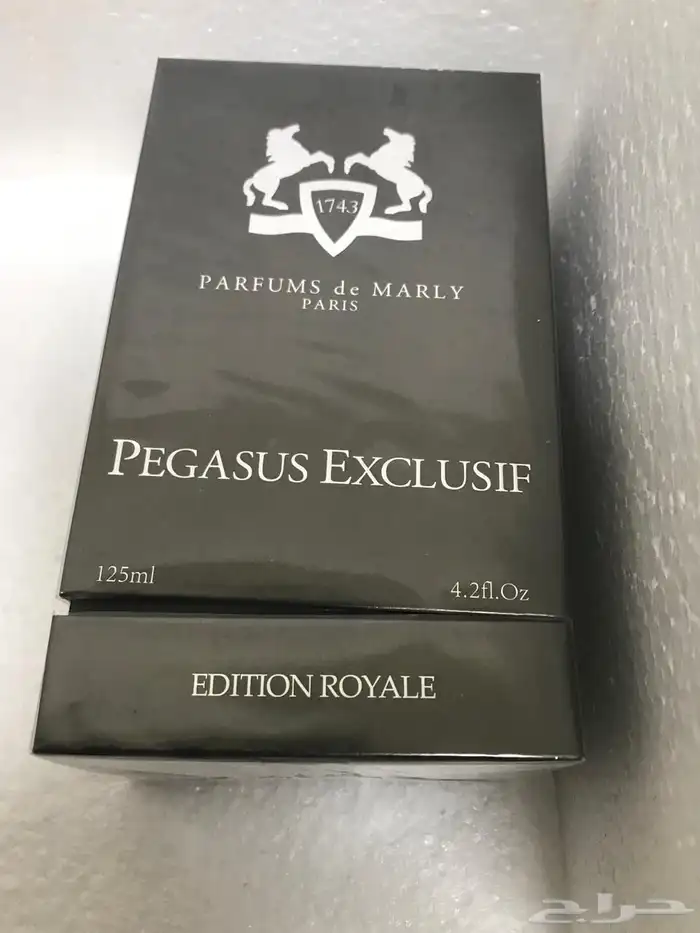 1743
PARFUMS de MARLY
PARIS
PEGASUS EXCLUSIF
125ml
4.2fl.Oz
EDITION ROYALE
حراج